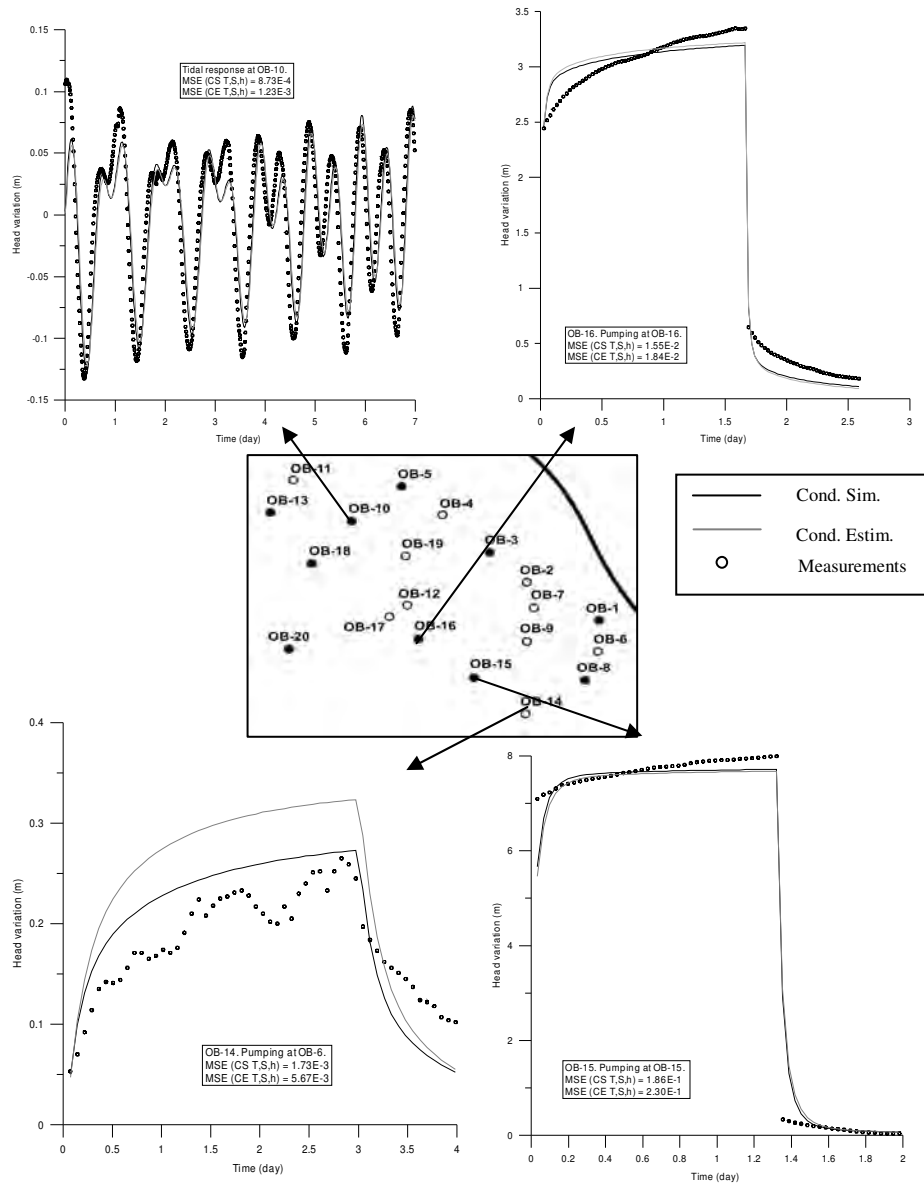 0.15
0.1
0.05
0
-0.05
-0.1
-0.15
Head variation (m)
0 1 2 3 4 5 6 7
Time (day)
Tidal response at OB-10.
MSE (CS T,S,h) = 8.73E-4
MSE (CE T,S,h) = 1.23E-3
3.5
3
2.5
2
1.5
1
0.5
0
Head variation (m)
0 0.5 1 1.5 2 2.5 3
Time (day)
OB-16. Pumping at OB-16.
MSE (CS T,S,h) = 1.55E-2
MSE (CE T,S,h) = 1.84E-2
OB-11
OB-5
OB-13
OB-10
OB-4
OB-18
OB-19
OB-3
OB-2
OB-12
OB-7
OB-1
OB-17
OB-16
OB-9
OB-6
OB-20
OB-15
OB-8
OB-14
Cond. Sim.
Cond. Estim.
Measurements
0.4
0.3
0.2
0.1
0
Head variation (m)
0 0.5 1 1.5 2 2.5 3 3.5 4
Time (day)
OB-14. Pumping at OB-6.
MSE (CS T,S,h) = 1.73E-3
MSE (CE T,S,h) = 5.67E-3
8
6
4
2
0
Head variation (m)
0 0.2 0.4 0.6 0.8 1 1.2 1.4 1.6 1.8 2
Time (day)
OB-15. Pumping at OB-15.
MSE (CS T,S,h) = 1.86E-1
MSE (CE T,S,h) = 2.30E-1